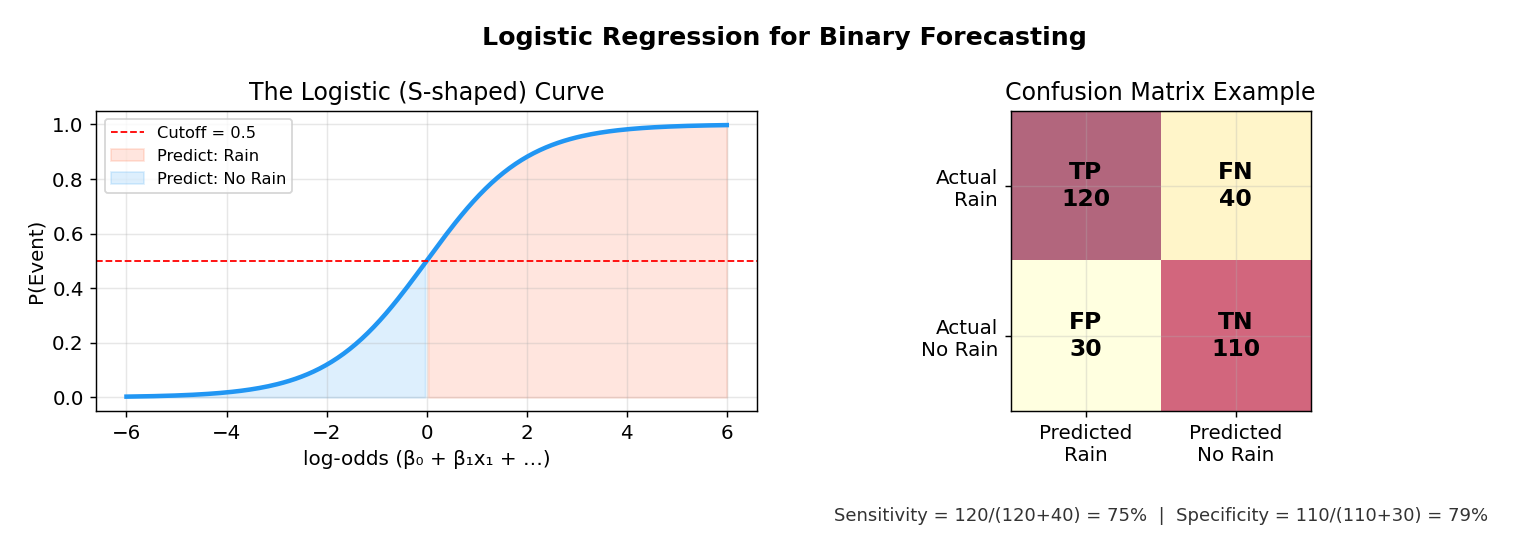 Logistic Regression for Binary Forecasting
The Logistic (S-shaped) Curve
Cutoff = 0.5
Predict: Rain
Predict: No Rain
P(Event)
1.0
0.8
0.6
0.4
0.2
0.0
−6 −4 −2 0 2 4 6
log-odds (β₀ + β₁x₁ + ...)
Confusion Matrix Example
Actual
Rain
TP
120
FN
40
Actual
No Rain
FP
30
TN
110
Predicted
Rain
Predicted
No Rain
Sensitivity = 120/(120+40) = 75% | Specificity = 110/(110+30) = 79%